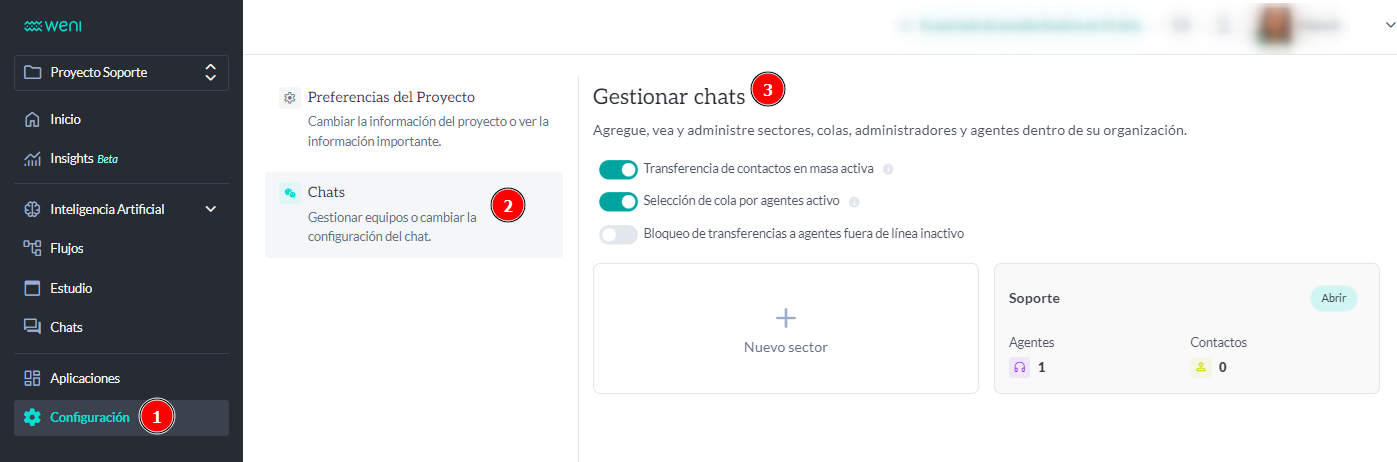 weni
Proyecto Soporte
Inicio
Insights Beta
Inteligencia Artificial
Flujos
Estudio
Chats
Aplicaciones
Configuración 1
Preferencias del Proyecto
Cambiar la información del proyecto o ver la
información importante.
Chats
2
Gestionar equipos o cambiar la
configuración del chat.
Gestionar chats 3
Agregue, vea y administre sectores, colas, administradores y agentes dentro de su organización.
Transferencia de contactos en masa activa
Selección de cola por agentes activo
Bloqueo de transferencias a agentes fuera de línea inactivo
Nuevo sector
Soporte
Abrir
Agentes
Contactos
1
0